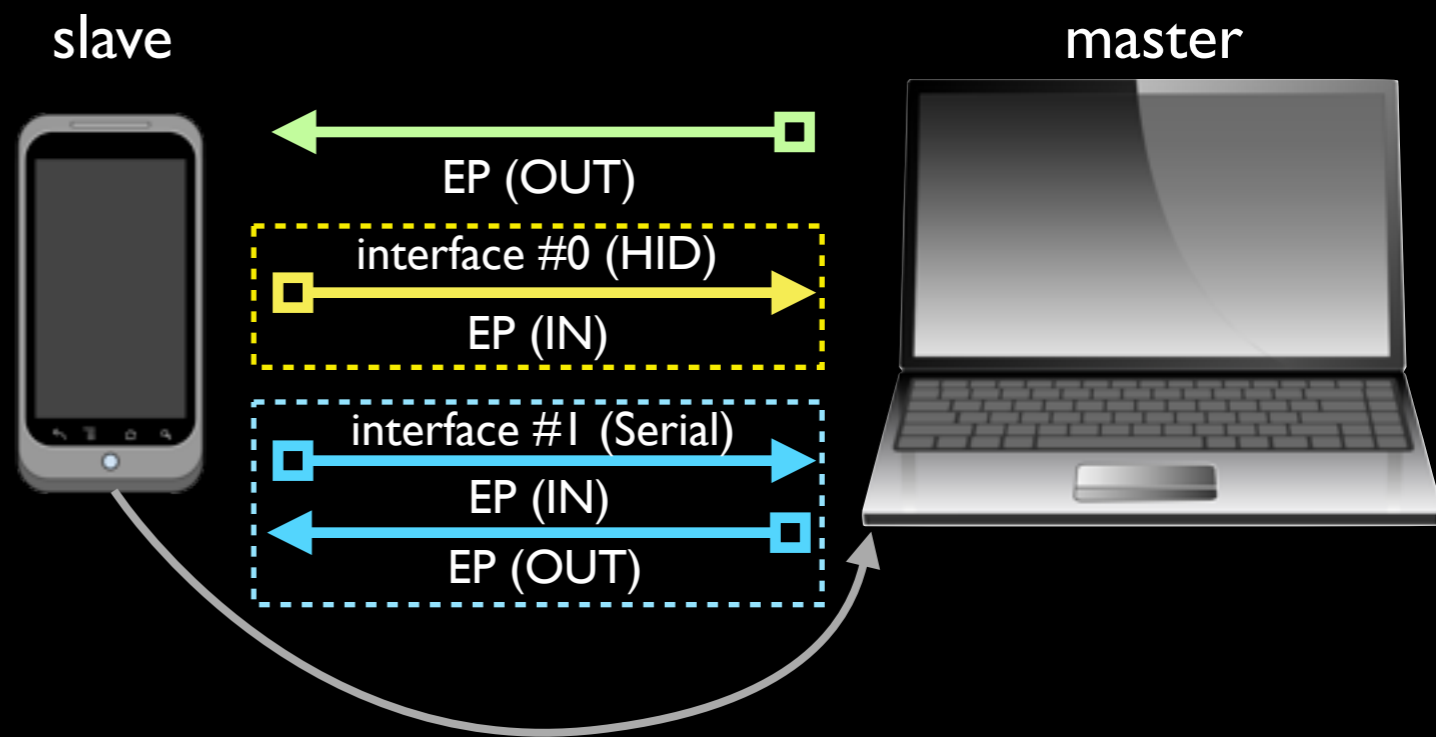 slave
master
EP (OUT)
interface #0 (HID)
EP (IN)
interface #1 (Serial)
EP (IN)
EP (OUT)